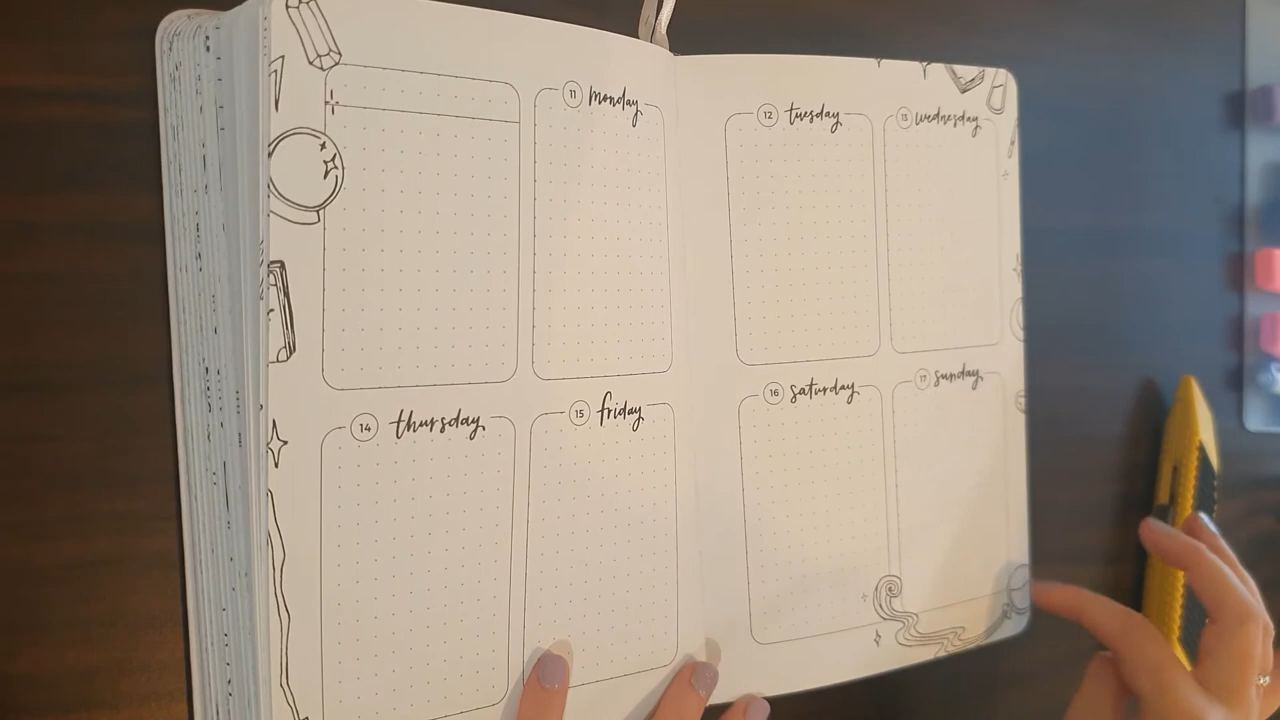 11 monday
12 tuesday
13 wednesday
14 thursday
15 friday
16 saturday
17 sunday